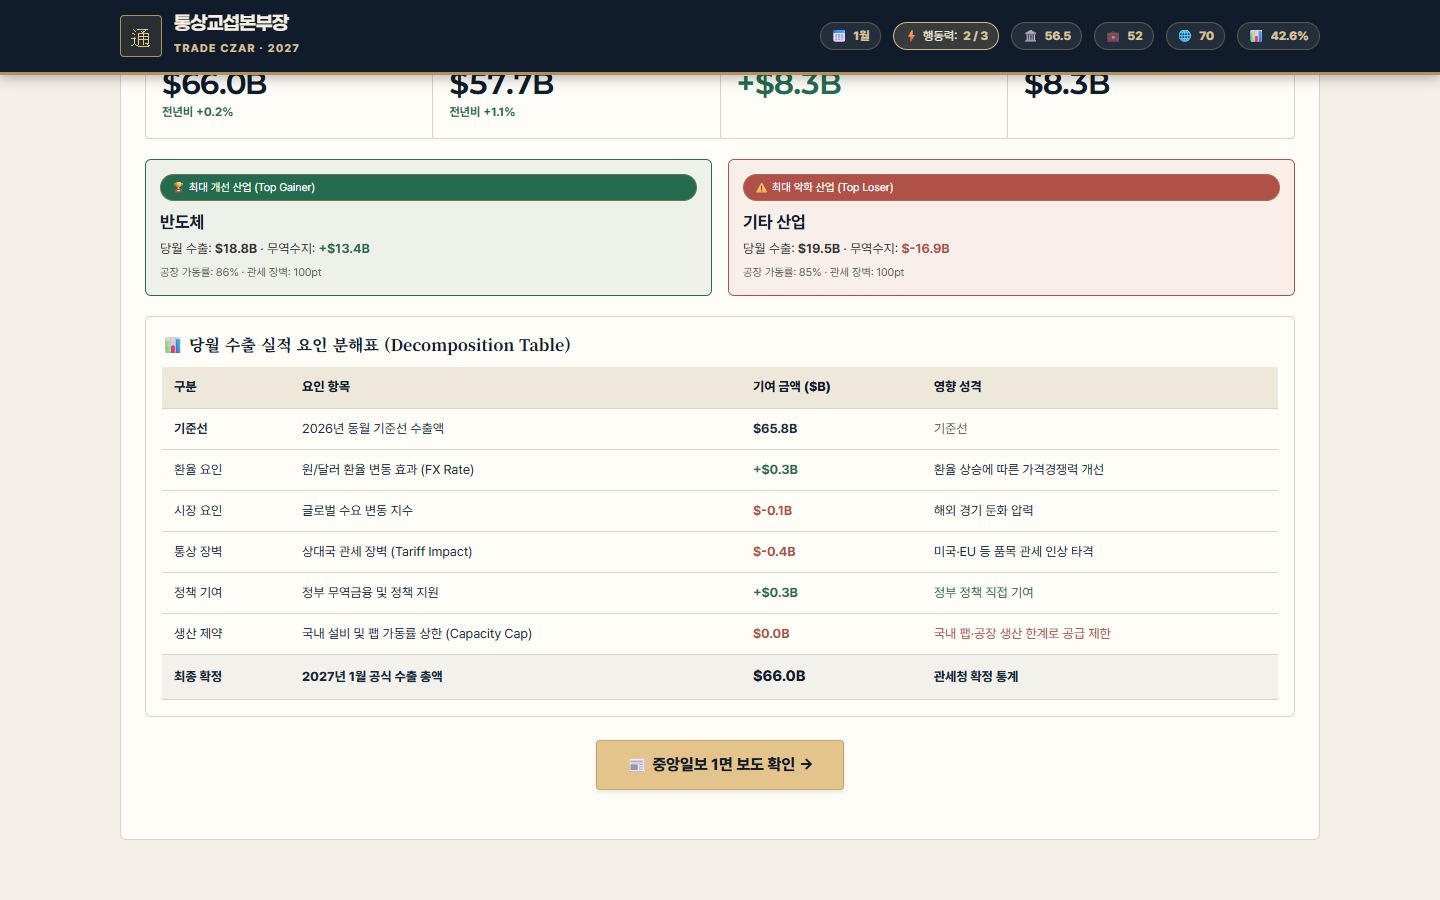 通
통상교섭본부장
TRADE CZAR · 2027
1월
행동력: 2 / 3
56.5
52
70
42.6%
$66.0B
$57.7B
+$8.3B
$8.3B
전년비 +0.2%
전년비 +1.1%
최대 개선 산업 (Top Gainer)
반도체
당월 수출: $18.8B · 무역수지: +$13.4B
공장 가동률: 86% · 관세 장벽: 100pt
최대 악화 산업 (Top Loser)
기타 산업
당월 수출: $19.5B · 무역수지: $-16.9B
공장 가동률: 85% · 관세 장벽: 100pt
당월 수출 실적 요인 분해표 (Decomposition Table)
구분 요인 항목 기여 금액 ($B) 영향 성격
기준선 2026년 동월 기준선 수출액 $65.8B 기준선
환율 요인 원/달러 환율 변동 효과 (FX Rate) +$0.3B 환율 상승에 따른 가격경쟁력 개선
시장 요인 글로벌 수요 변동 지수 $-0.1B 해외 경기 둔화 압력
통상 장벽 상대국 관세 장벽 (Tariff Impact) $-0.4B 미국·EU 등 품목 관세 인상 타격
정책 기여 정부 무역금융 및 정책 지원 +$0.3B 정부 정책 직접 기여
생산 제약 국내 설비 및 팹 가동률 상한 (Capacity Cap) $0.0B 국내 팹·공장 생산 한계로 공급 제한
최종 확정 2027년 1월 공식 수출 총액 $66.0B 관세청 확정 통계
중앙일보 1면 보도 확인 →